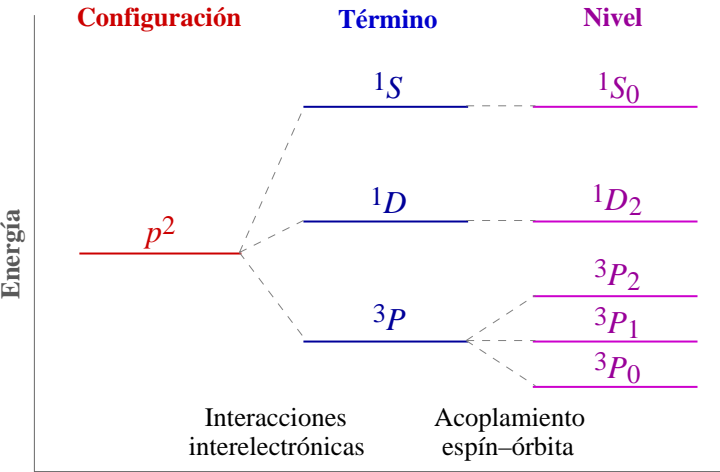 Configuración Término Nivel
¹S ¹S₀
¹D ¹D₂
p²
³P₂
³P ³P₁
³P₀
Energía
Interacciones
interelectrónicas
Acoplamiento
espín–órbita